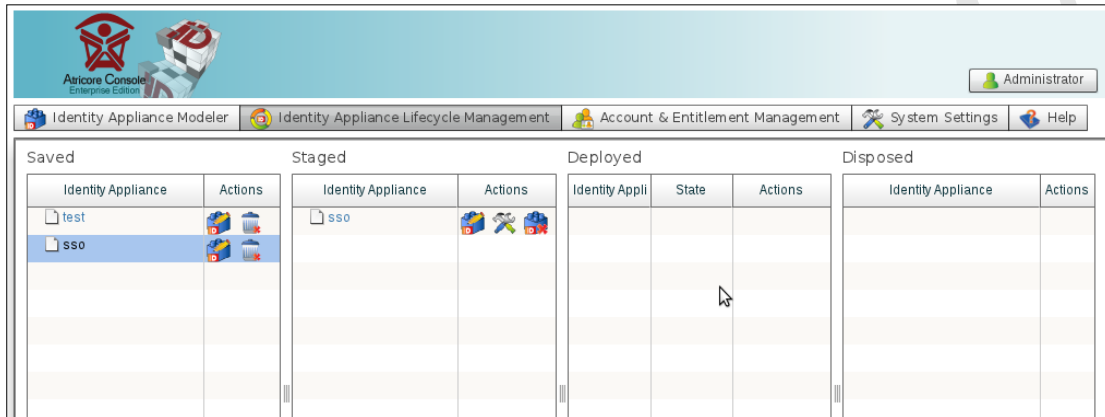 Atricore Console
Enterprise Edition
Administrator
Identity Appliance Modeler Identity Appliance Lifecycle Management Account & Entitlement Management System Settings Help
Saved Staged Deployed Disposed
Identity Appliance Actions Identity Appliance Actions Identity Appli State Actions Identity Appliance Actions
test sso
sso